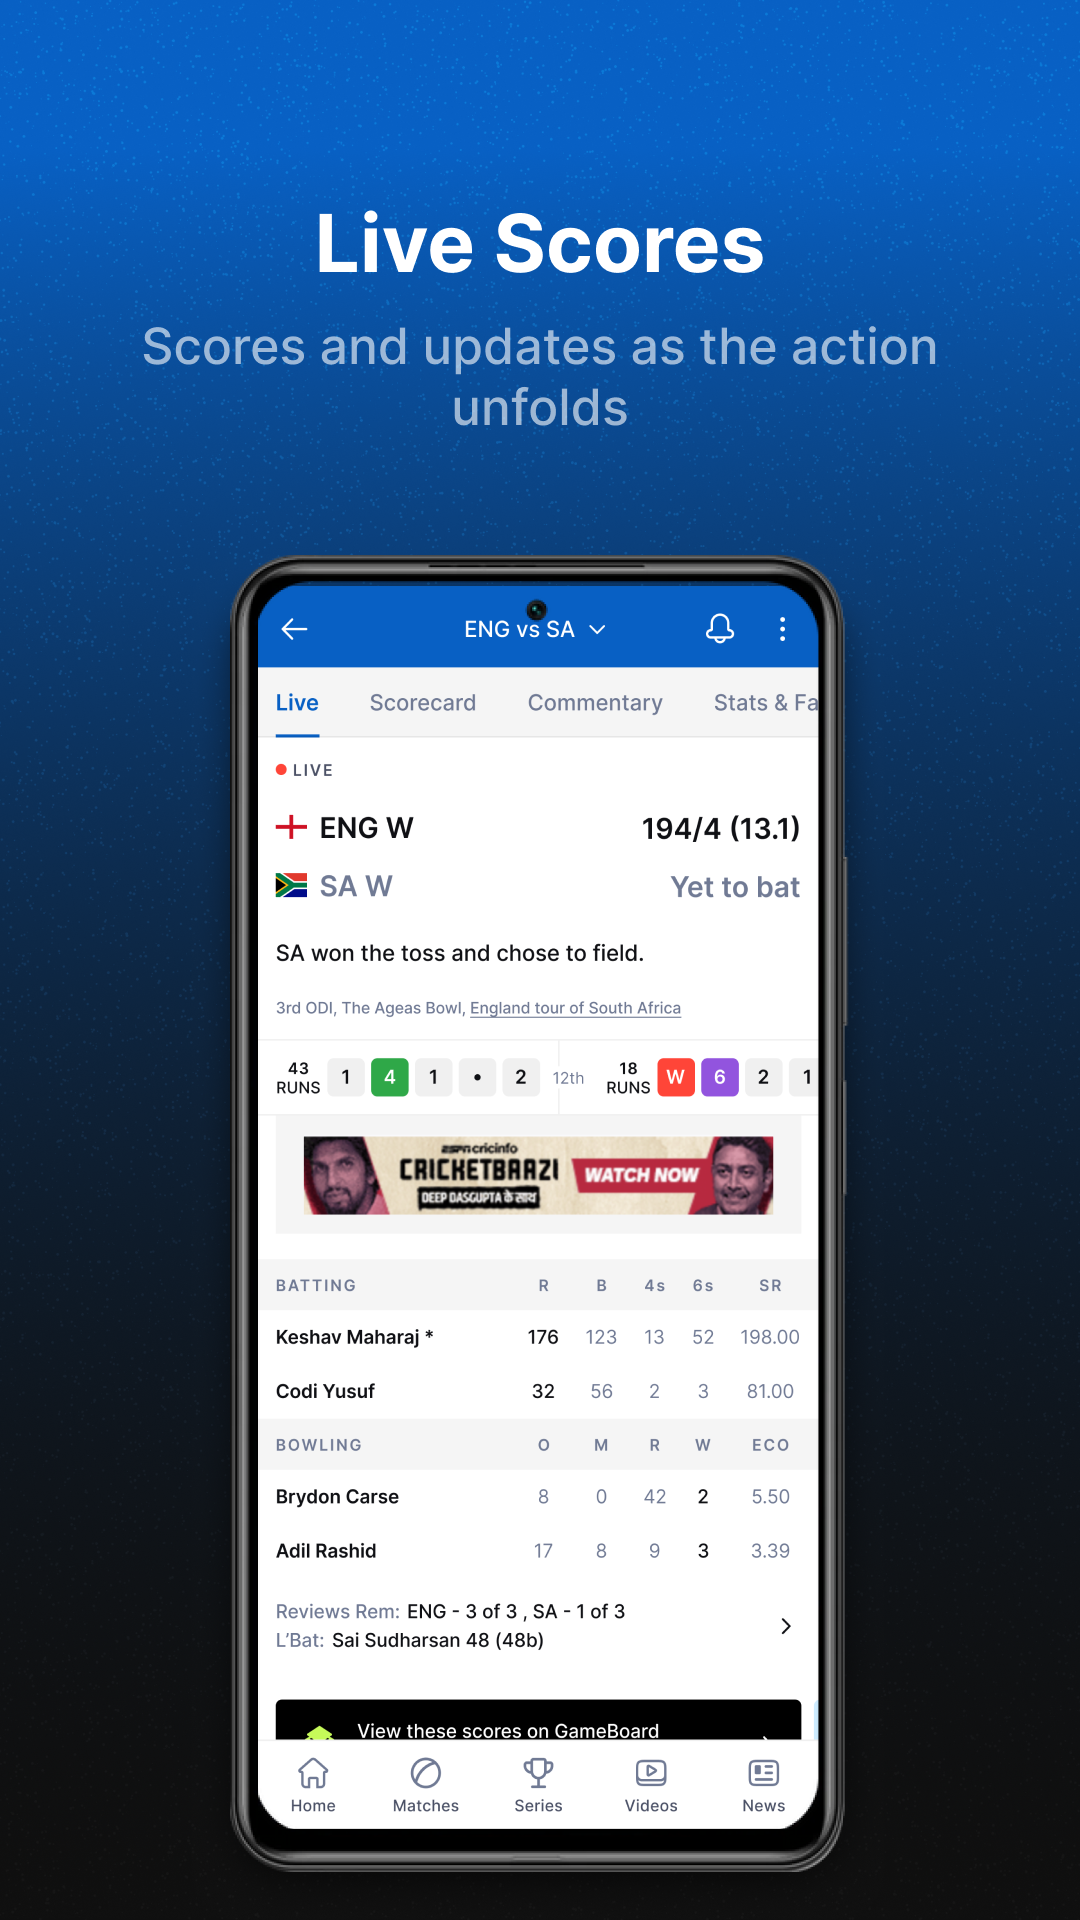 Live Scores
Scores and updates as the action
unfolds
ENG vs SA
Live Scorecard Commentary Stats & Fa
LIVE
ENG W 194/4 (13.1)
SA W Yet to bat
SA won the toss and chose to field.
3rd ODI, The Ageas Bowl, England tour of South Africa
43 RUNS 1 4 1 • 2 12th 18 RUNS W 6 2 1
ESPN cricinfo
CRICKETBAAZI
DEEP DASGUPTA के साथ
WATCH NOW
BATTING R B 4s 6s SR
Keshav Maharaj * 176 123 13 52 198.00
Codi Yusuf 32 56 2 3 81.00
BOWLING O M R W ECO
Brydon Carse 8 0 42 2 5.50
Adil Rashid 17 8 9 3 3.39
Reviews Rem: ENG - 3 of 3 , SA - 1 of 3
L’Bat: Sai Sudharsan 48 (48b)
View these scores on GameBoard
Home Matches Series Videos News